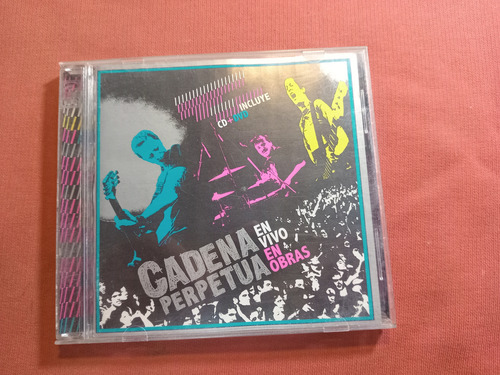 INCLUYE
CD+DVD
CADENA
PERPETUA
EN
VIVO
EN
OBRAS